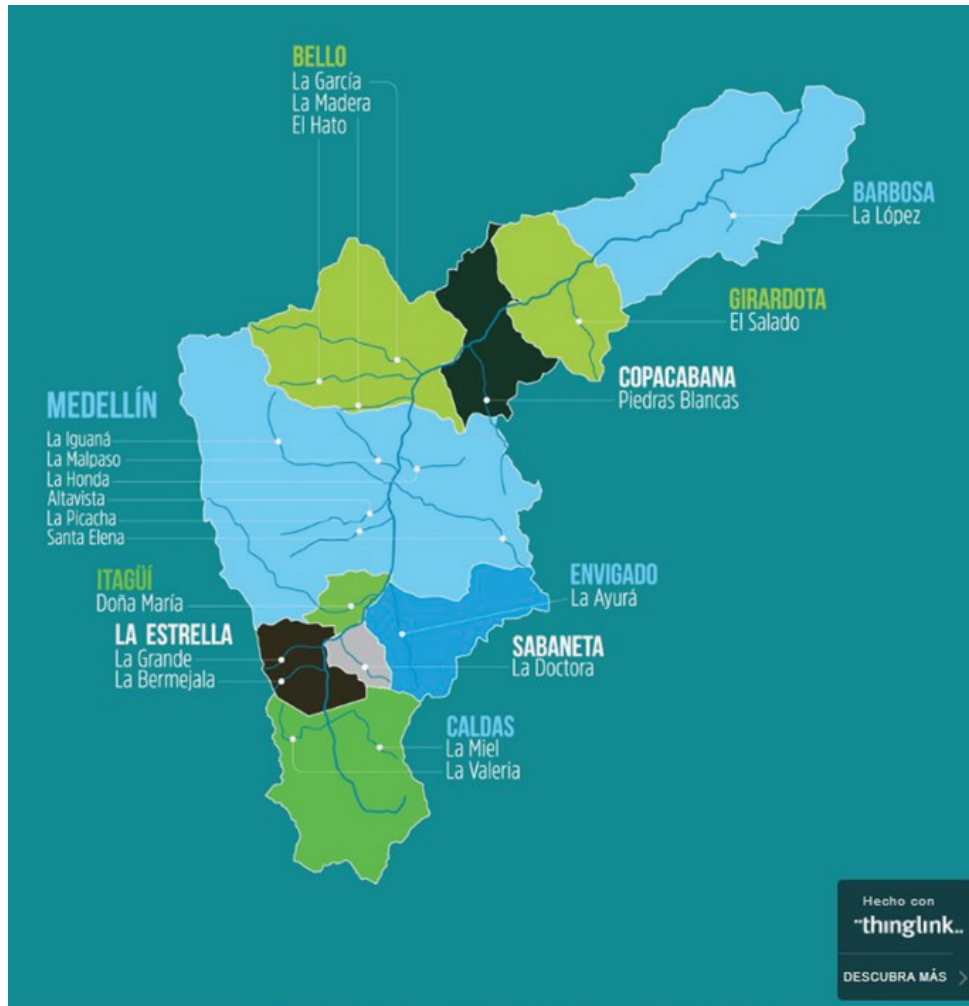 BELLO
La García
La Madera
El Hato
BARBOSA
La López
GIRARDOTA
El Salado
COPACABANA
Piedras Blancas
MEDELLÍN
La Iguaná
La Malpaso
La Honda
Altavista
La Picacha
Santa Elena
ITAGÜÍ
Doña María
ENVIGADO
La Ayurá
LA ESTRELLA
La Grande
La Bermejala
SABANETA
La Doctora
CALDAS
La Miel
La Valeria
Hecho con
¨thinglink..
DESCUBRA MÁS